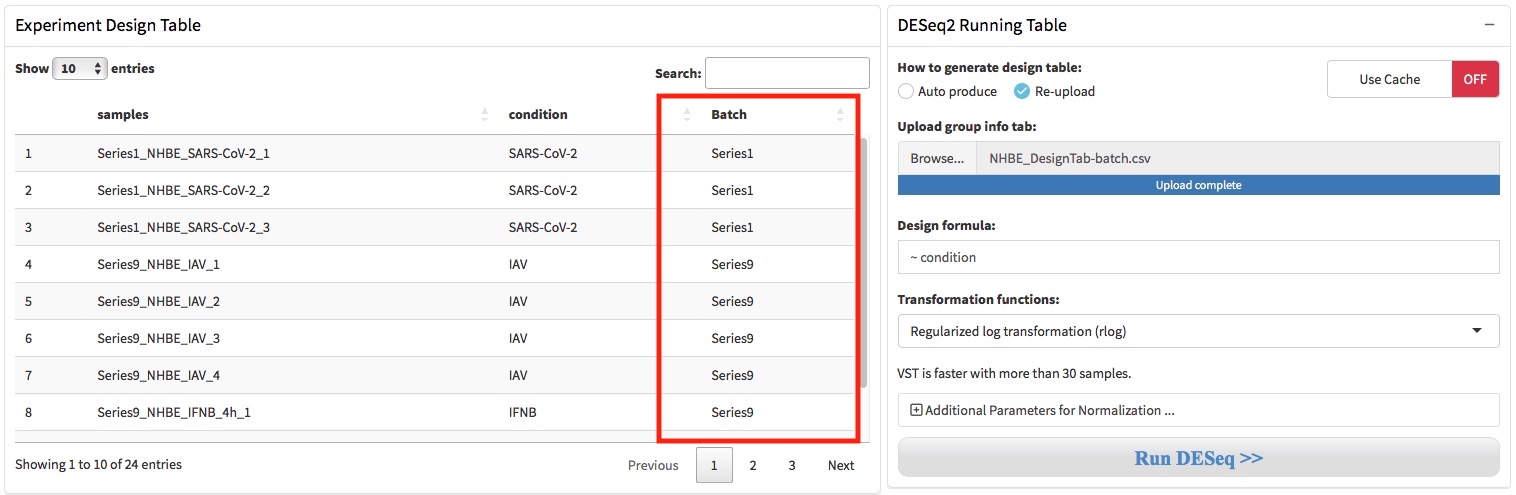 Experiment Design Table
Show 10 entries
Search:
samples condition Batch
1 Series1_NHBE_SARS-CoV-2_1 SARS-CoV-2 Series1
2 Series1_NHBE_SARS-CoV-2_2 SARS-CoV-2 Series1
3 Series1_NHBE_SARS-CoV-2_3 SARS-CoV-2 Series1
4 Series9_NHBE_IAV_1 IAV Series9
5 Series9_NHBE_IAV_2 IAV Series9
6 Series9_NHBE_IAV_3 IAV Series9
7 Series9_NHBE_IAV_4 IAV Series9
8 Series9_NHBE_IFNB_4h_1 IFNB Series9
Showing 1 to 10 of 24 entries
Previous 1 2 3 Next
DESeq2 Running Table
How to generate design table:
Auto produce Re-upload
Use Cache OFF
Upload group info tab:
Browse... NHBE_DesignTab-batch.csv
Upload complete
Design formula:
~ condition
Transformation functions:
Regularized log transformation (rlog)
VST is faster with more than 30 samples.
Additional Parameters for Normalization ...
Run DESeq >>